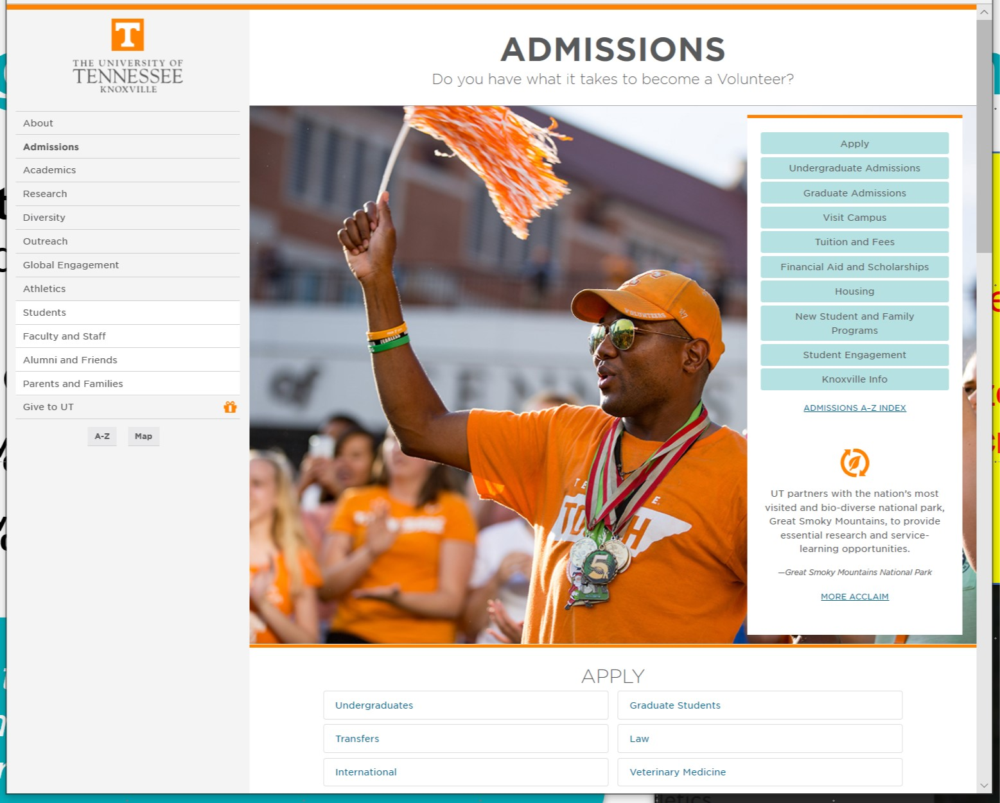 T
THE UNIVERSITY OF
TENNESSEE
KNOXVILLE
About
Admissions
Academics
Research
Diversity
Outreach
Global Engagement
Athletics
Students
Faculty and Staff
Alumni and Friends
Parents and Families
Give to UT
A-Z Map
ADMISSIONS
Do you have what it takes to become a Volunteer?
VOLUNTEERS
FEARLESS
of TENNES
5
Apply
Undergraduate Admissions
Graduate Admissions
Visit Campus
Tuition and Fees
Financial Aid and Scholarships
Housing
New Student and Family
Programs
Student Engagement
Knoxville Info
ADMISSIONS A–Z INDEX
UT partners with the nation's most
visited and bio-diverse national park,
Great Smoky Mountains, to provide
essential research and service-
learning opportunities.
—Great Smoky Mountains National Park
MORE ACCLAIM
APPLY
Undergraduates
Graduate Students
Transfers
Law
International
Veterinary Medicine